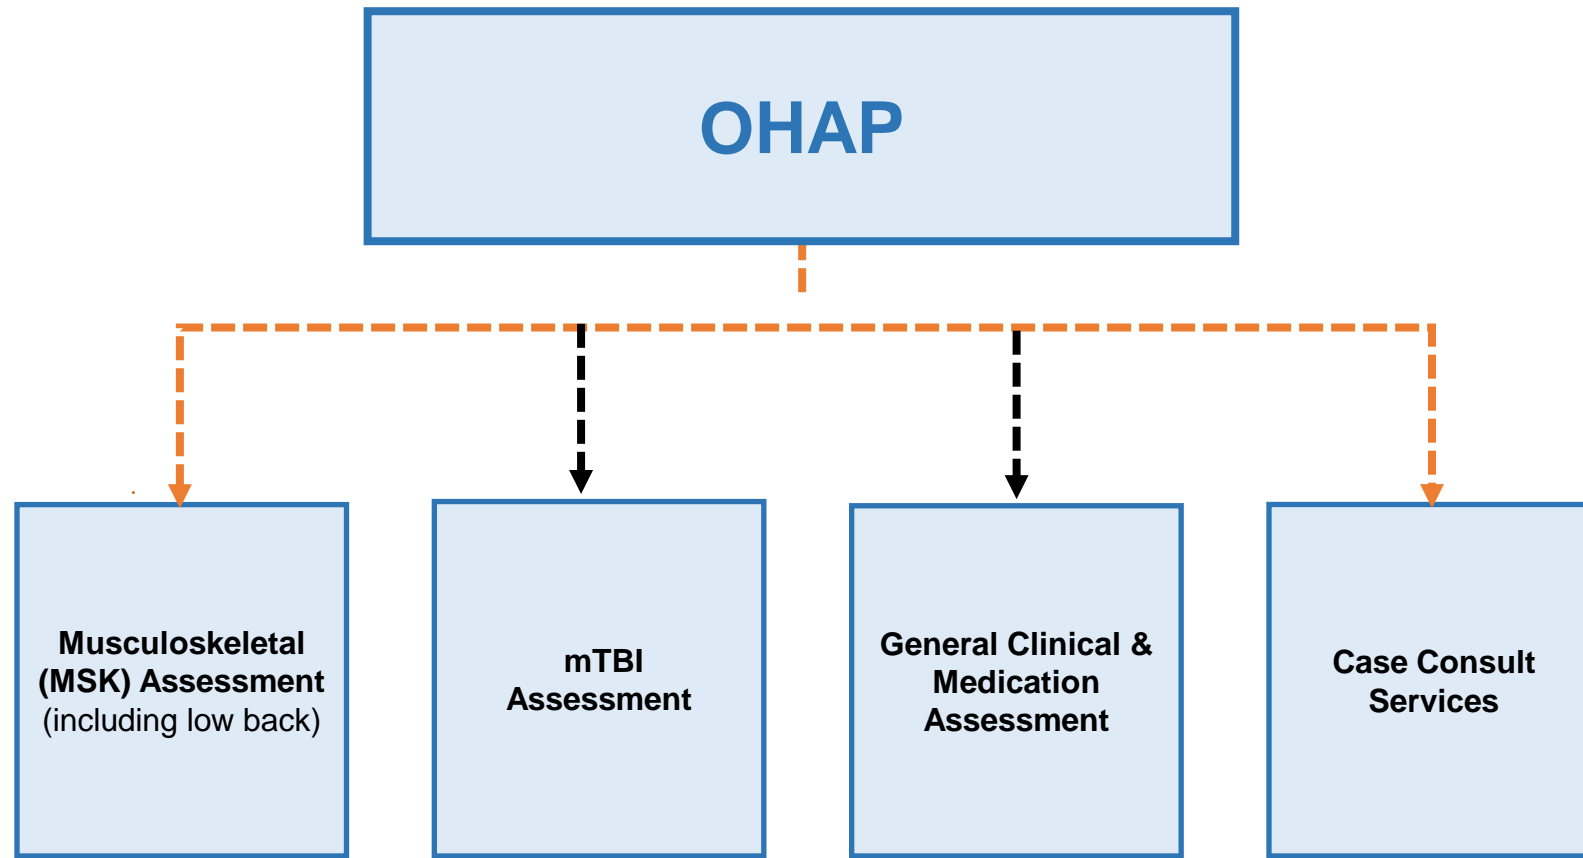 OHAP
Musculoskeletal
(MSK) Assessment
(including low back)
mTBI
Assessment
General Clinical &
Medication
Assessment
Case Consult
Services